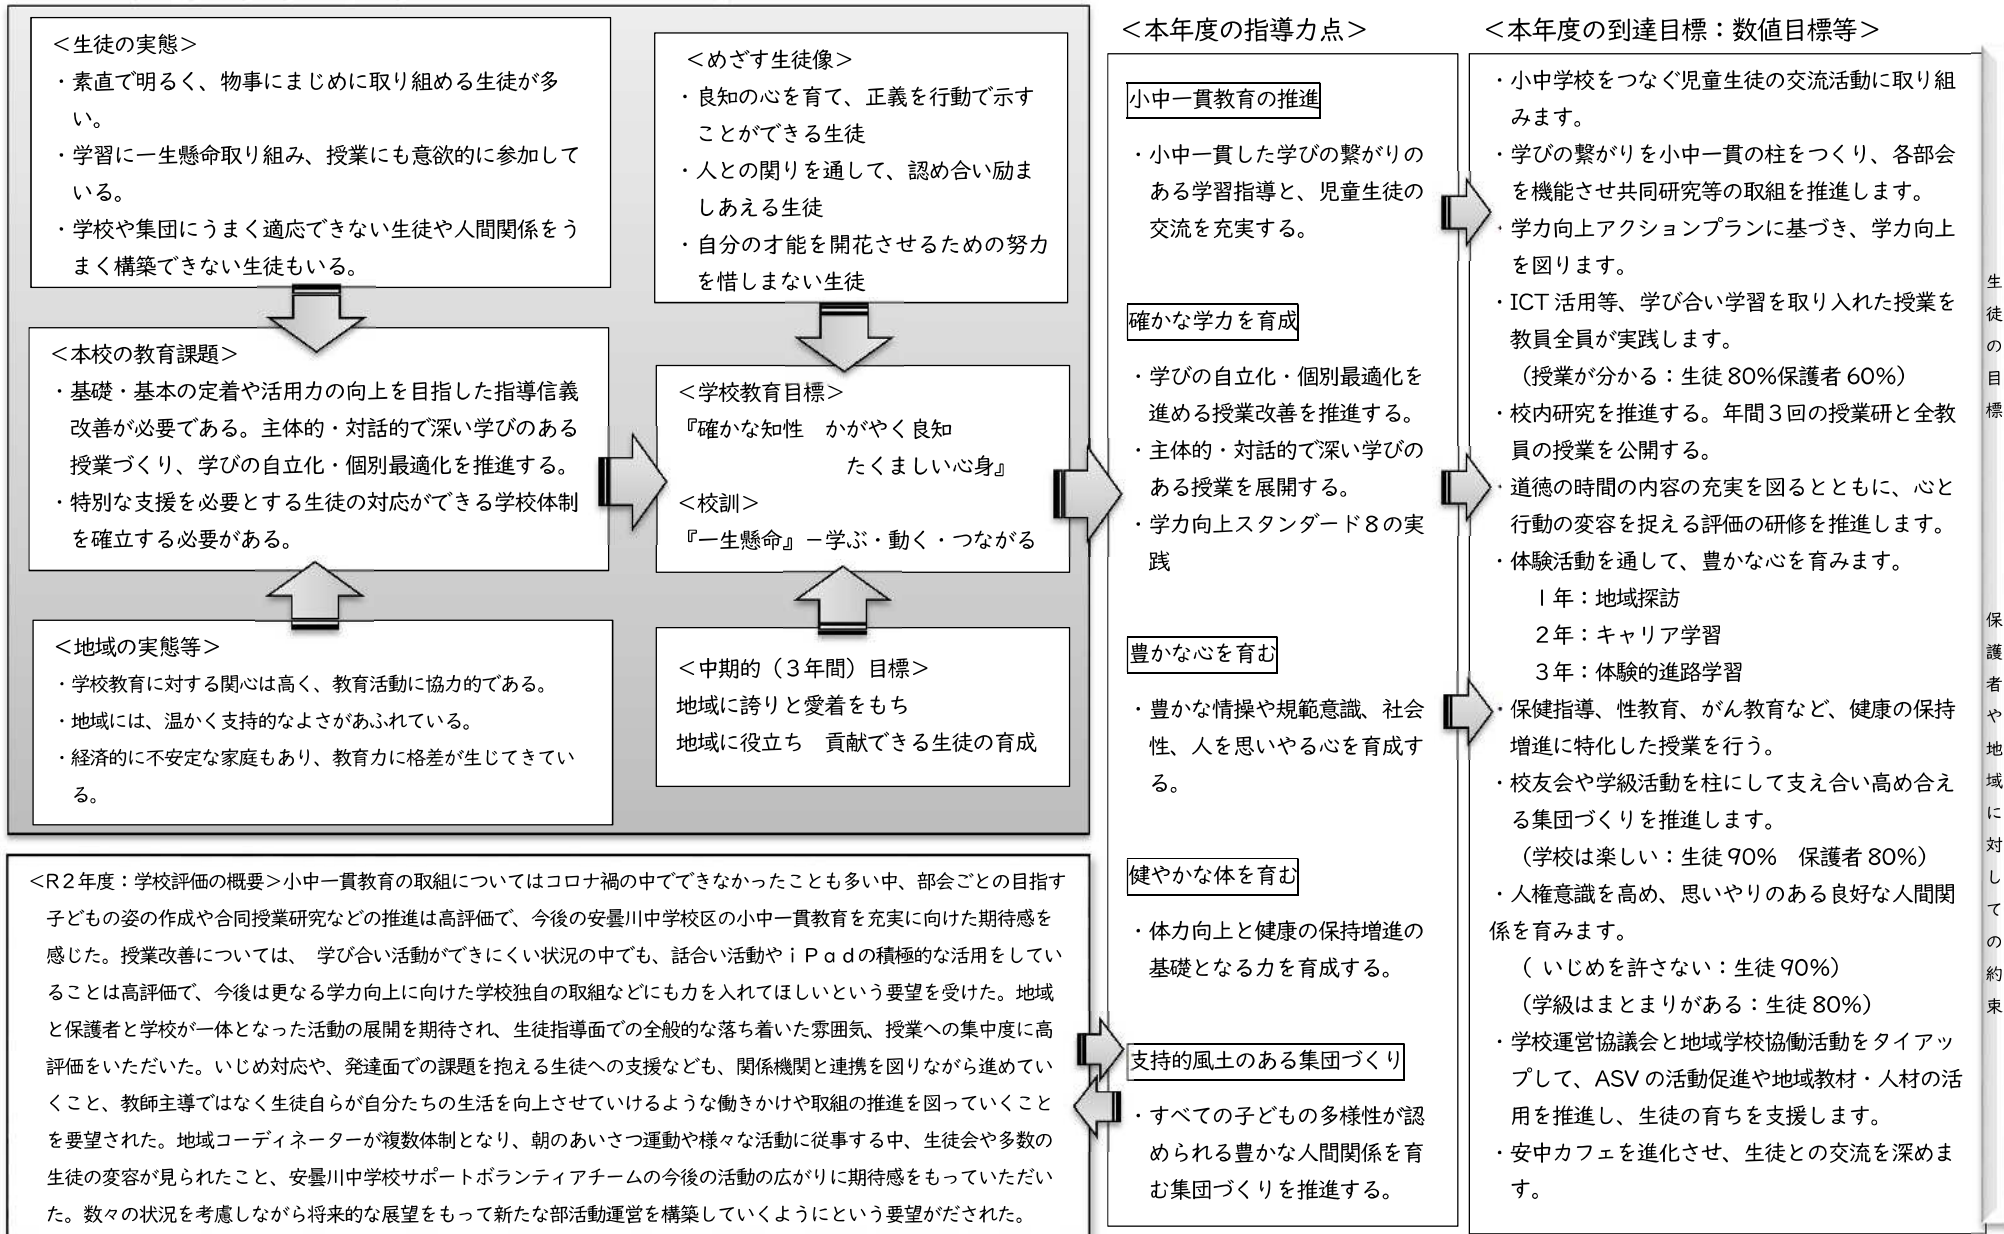 ＜生徒の実態＞
・素直で明るく、物事にまじめに取り組める生徒が多
い。
・学習に一生懸命取り組み、授業にも意欲的に参加して
いる。
・学校や集団にうまく適応できない生徒や人間関係をう
まく構築できない生徒もいる。
＜本校の教育課題＞
・基礎・基本の定着や活用力の向上を目指した指導信義
改善が必要である。主体的・対話的で深い学びのある
授業づくり、学びの自立化・個別最適化を推進する。
・特別な支援を必要とする生徒の対応ができる学校体制
を確立する必要がある。
＜地域の実態等＞
・学校教育に対する関心は高く、教育活動に協力的である。
・地域には、温かく支持的なよさがあふれている。
・経済的に不安定な家庭もあり、教育力に格差が生じてきてい
る。
＜めざす生徒像＞
・良知の心を育て、正義を行動で示す
ことができる生徒
・人との関りを通して、認め合い励ま
しあえる生徒
・自分の才能を開花させるための努力
を惜しまない生徒
＜学校教育目標＞
『確かな知性　かがやく良知
たくましい心身』
＜校訓＞
『一生懸命』－学ぶ・動く・つながる
＜中期的（３年間）目標＞
地域に誇りと愛着をもち
地域に役立ち　貢献できる生徒の育成
＜R２年度：学校評価の概要＞小中一貫教育の取組についてはコロナ禍の中でできなかったことも多い中、部会ごとの目指す
子どもの姿の作成や合同授業研究などの推進は高評価で、今後の安曇川中学校区の小中一貫教育を充実に向けた期待感を
感じた。授業改善については、　学び合い活動ができにくい状況の中でも、話合い活動やｉＰａｄの積極的な活用をしてい
ることは高評価で、今後は更なる学力向上に向けた学校独自の取組などにも力を入れてほしいという要望を受けた。地域
と保護者と学校が一体となった活動の展開を期待され、生徒指導面での全般的な落ち着いた雰囲気、授業への集中度に高
評価をいただいた。いじめ対応や、発達面での課題を抱える生徒への支援なども、関係機関と連携を図りながら進めてい
くこと、教師主導ではなく生徒自らが自分たちの生活を向上させていけるような働きかけや取組の推進を図っていくこと
を要望された。地域コーディネーターが複数体制となり、朝のあいさつ運動や様々な活動に従事する中、生徒会や多数の
生徒の変容が見られたこと、安曇川中学校サポートボランティアチームの今後の活動の広がりに期待感をもっていただい
た。数々の状況を考慮しながら将来的な展望をもって新たな部活動運営を構築していくようにという要望がだされた。
＜本年度の指導力点＞
小中一貫教育の推進
・小中一貫した学びの繋がりの
ある学習指導と、児童生徒の
交流を充実する。
確かな学力を育成
・学びの自立化・個別最適化を
進める授業改善を推進する。
・主体的・対話的で深い学びの
ある授業を展開する。
・学力向上スタンダード８の実
践
豊かな心を育む
・豊かな情操や規範意識、社会
性、人を思いやる心を育成す
る。
健やかな体を育む
・体力向上と健康の保持増進の
基礎となる力を育成する。
支持的風土のある集団づくり
・すべての子どもの多様性が認
められる豊かな人間関係を育
む集団づくりを推進する。
＜本年度の到達目標：数値目標等＞
・小中学校をつなぐ児童生徒の交流活動に取り組
みます。
・学びの繋がりを小中一貫の柱をつくり、各部会
を機能させ共同研究等の取組を推進します。
・学力向上アクションプランに基づき、学力向上
を図ります。
・ICT 活用等、学び合い学習を取り入れた授業を
教員全員が実践します。
（授業が分かる：生徒 80%保護者 60%）
・校内研究を推進する。年間３回の授業研と全教
員の授業を公開する。
・道徳の時間の内容の充実を図るとともに、心と
行動の変容を捉える評価の研修を推進します。
・体験活動を通して、豊かな心を育みます。
１年：地域探訪
２年：キャリア学習
３年：体験的進路学習
・保健指導、性教育、がん教育など、健康の保持
増進に特化した授業を行う。
・校友会や学級活動を柱にして支え合い高め合え
る集団づくりを推進します。
（学校は楽しい：生徒 90%　保護者 80%）
・人権意識を高め、思いやりのある良好な人間関
係を育みます。
（ いじめを許さない：生徒 90%）
（学級はまとまりがある：生徒 80%）
・学校運営協議会と地域学校協働活動をタイアッ
プして、ASV の活動促進や地域教材・人材の活
用を推進し、生徒の育ちを支援します。
・安中カフェを進化させ、生徒との交流を深めま
す。
生徒の目標
保護者や地域に対しての約束